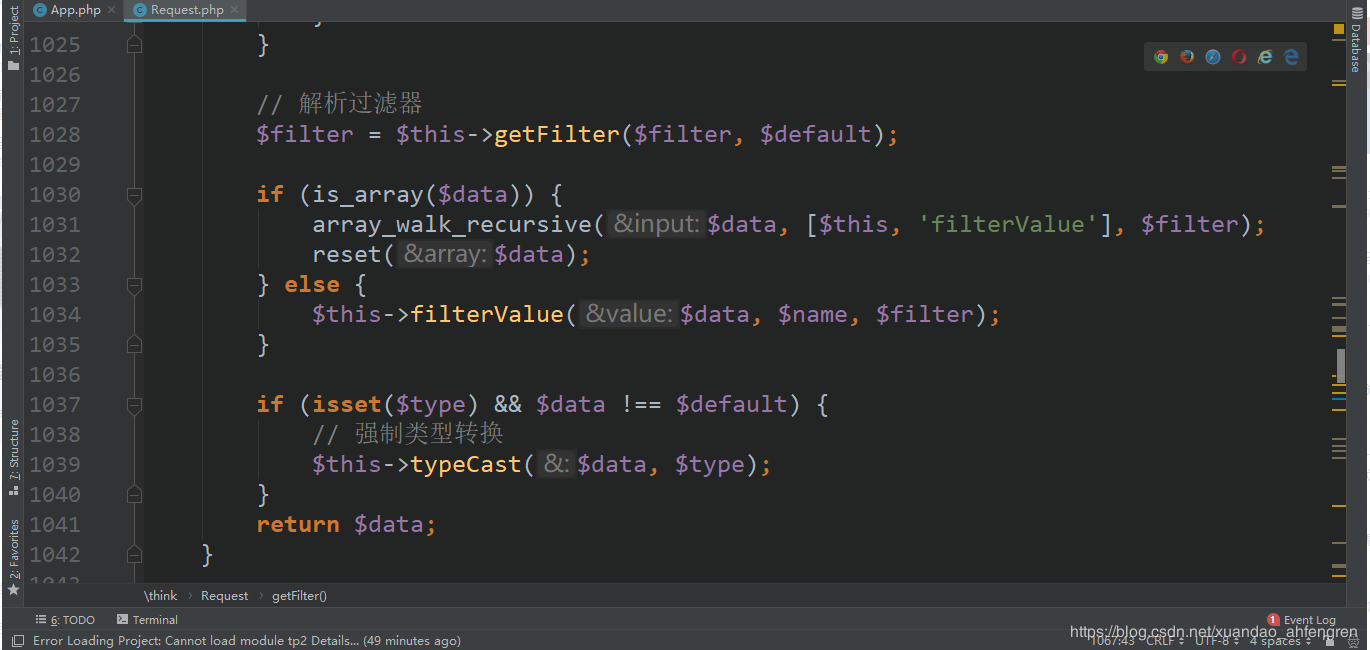 App.php
Request.php
1: Project
Database
1025 }
1026
1027 // 解析过滤器
1028 $filter = $this->getFilter($filter, $default);
1029
1030 if (is_array($data)) {
1031 array_walk_recursive( &input: $data, [$this, 'filterValue'], $filter);
1032 reset( &array: $data);
1033 } else {
1034 $this->filterValue( &value: $data, $name, $filter);
1035 }
1036
1037 if (isset($type) && $data !== $default) {
1038 // 强制类型转换
1039 $this->typeCast( &: $data, $type);
1040 }
1041 return $data;
1042 }
1043
7: Structure
2: Favorites
\think › Request › getFilter()
6: TODO Terminal 1 Event Log
https://blog.csdn.net/xuandao_ahfengren
Error Loading Project: Cannot load module tp2 Details... (49 minutes ago) 1067:43 CRLF UTF-8 4 spaces